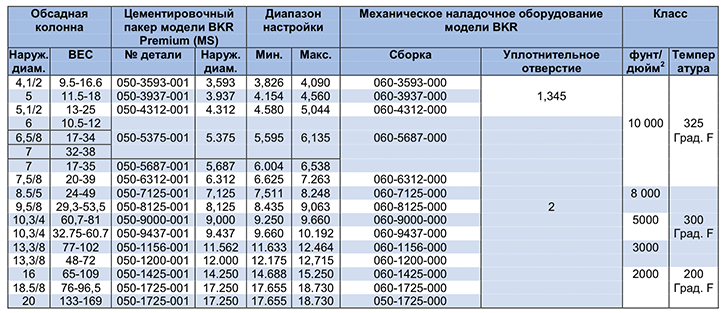 Обсадная колонна Цементировочный пакер модели BKR Premium (MS) Диапазон настройки Механическое наладочное оборудование модели BKR Класс
Наруж. диам. ВЕС № детали Наруж. диам. Мин. Макс. Сборка Уплотнительное отверстие фунт/дюйм2 Температура
4,1/2 9.5-16.6 050-3593-001 3,593 3,826 4,090 060-3593-000
5 11.5-18 050-3937-001 3.937 4.154 4,560 060-3937-000 1,345
5,1/2 13-25 050-4312-001 4.312 4.580 5,044 060-4312-000
6 10.5-12
6,5/8 17-34 050-5375-001 5.375 5,595 6,135 060-5687-000 10 000 325 Град. F
7 32-38
7 17-35 050-5687-001 5,687 6.004 6,538
7,5/8 20-39 050-6312-001 6.312 6.625 7.263 060-6312-000
8.5/5 24-49 050-7125-001 7,125 7,511 8.248 060-7125-000 8 000
9,5/8 29,3-53,5 050-8125-001 8,125 8.435 9,063 060-8125-000 2
10,3/4 60,7-81 050-9000-001 9,000 9.250 9.660 060-9000-000 5000 300 Град. F
10,3/4 32.75-60.7 050-9437-001 9.437 9.660 10.192 060-9437-000
13,3/8 77-102 050-1156-001 11.562 11.633 12.464 060-1156-000 3000
13,3/8 48-72 050-1200-001 12.000 12.175 12,715 060-1200-000
16 65-109 050-1425-001 14.250 14.688 15.250 060-1425-000 2000 200 Град. F
18.5/8 76-96,5 050-1725-001 17.250 17.655 18.730 060-1725-000
20 133-169 050-1725-001 17.250 17.655 18.730 050-1725-000